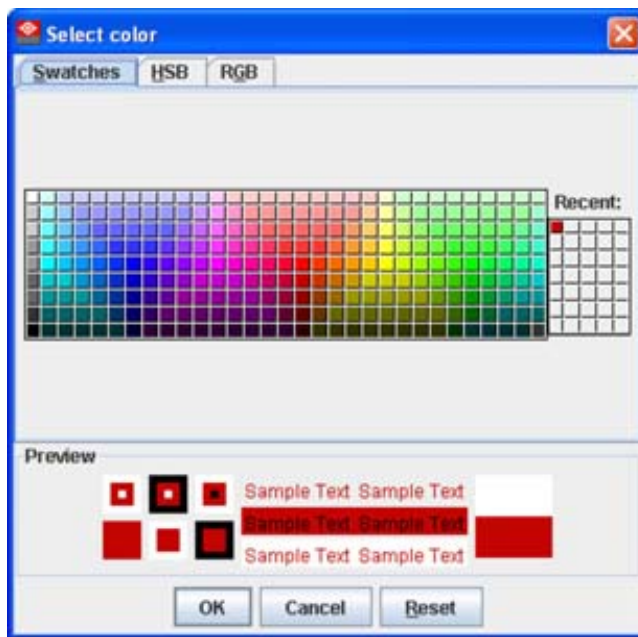 Select color
Swatches HSB RGB
Recent:
Preview
Sample Text Sample Text
Sample Text Sample Text
Sample Text Sample Text
OK Cancel Reset